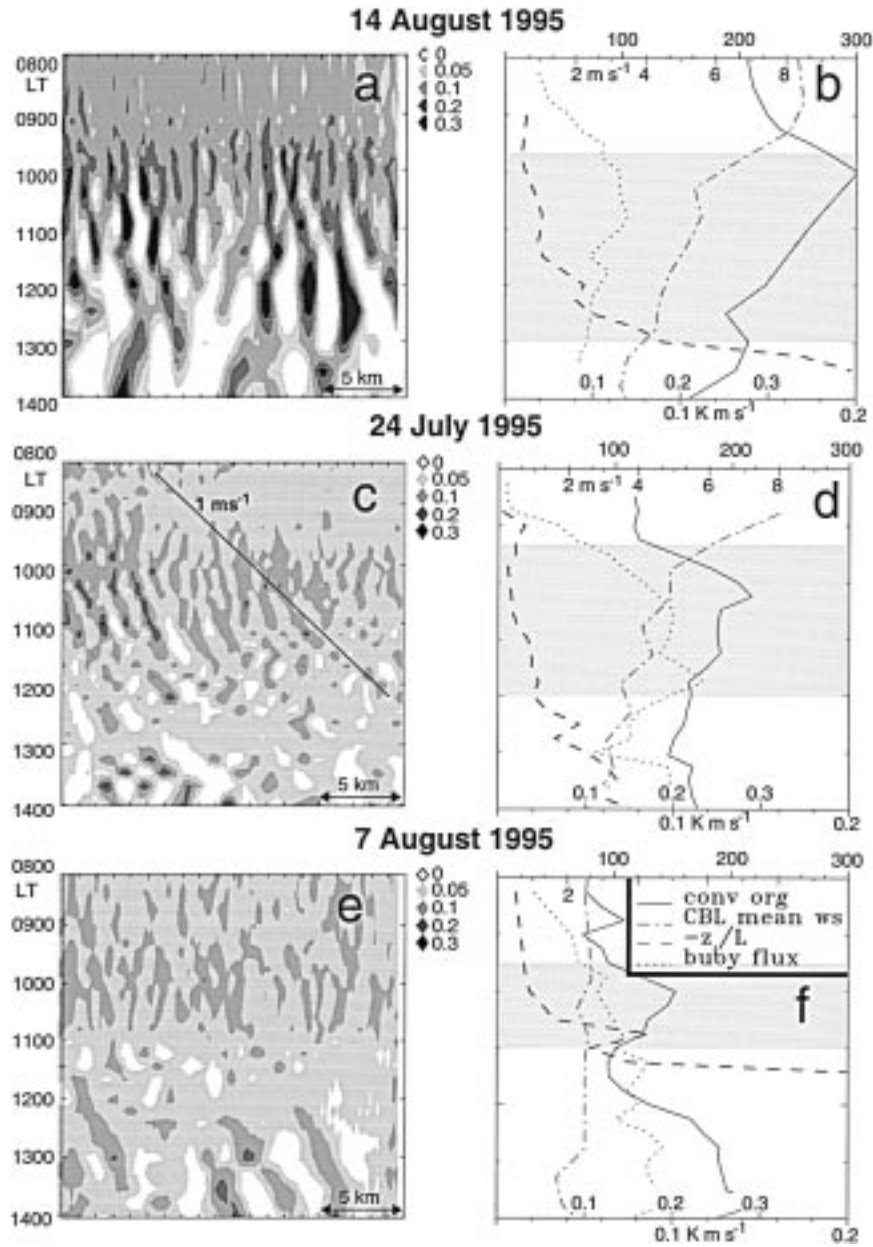 14 August 1995
0800
LT
0900
1000
1100
1200
1300
1400
a
5 km
0
0.05
0.1
0.2
0.3
100 200 300
2 m s-1 4 6 8
b
0.1 0.2 0.3
0.1 K m s-1 0.2
24 July 1995
0800
LT
0900
1000
1100
1200
1300
1400
c
1 ms-1
5 km
0
0.05
0.1
0.2
0.3
100 200 300
2 m s-1 4 6 8
d
0.1 0.2 0.3
0.1 K m s-1 0.2
7 August 1995
0800
LT
0900
1000
1100
1200
1300
1400
e
5 km
0
0.05
0.1
0.2
0.3
100 200 300
2
conv org
CBL mean ws
-zi/L
buby flux
f
0.1 0.2 0.3
0.1 K m s-1 0.2